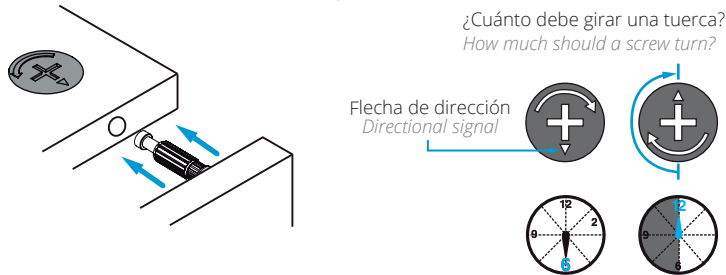 ¿Cuánto debe girar una tuerca?
How much should a screw turn?
Flecha de dirección
Directional signal
12
2
9
6
12
9
6